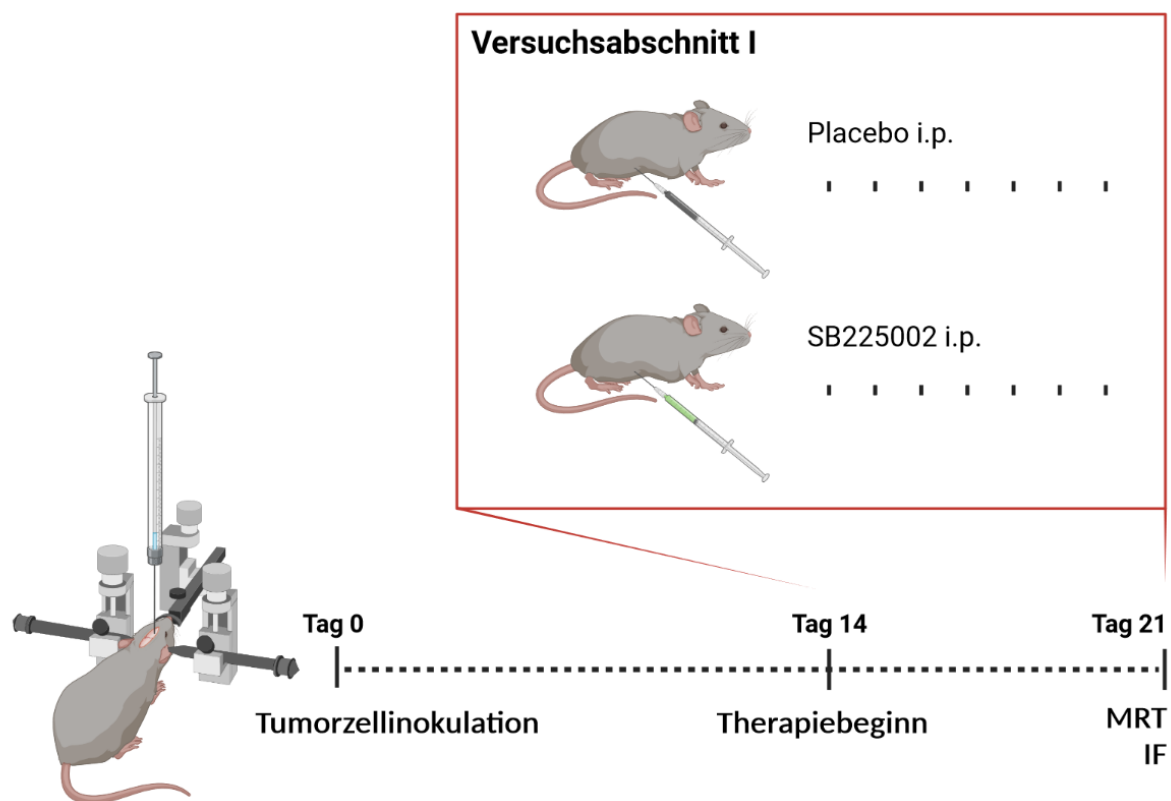 Versuchsabschnitt I
Placebo i.p.
SB225002 i.p.
Tag 0
Tag 14
Tag 21
Tumorzellinokulation
Therapiebeginn
MRT
IF